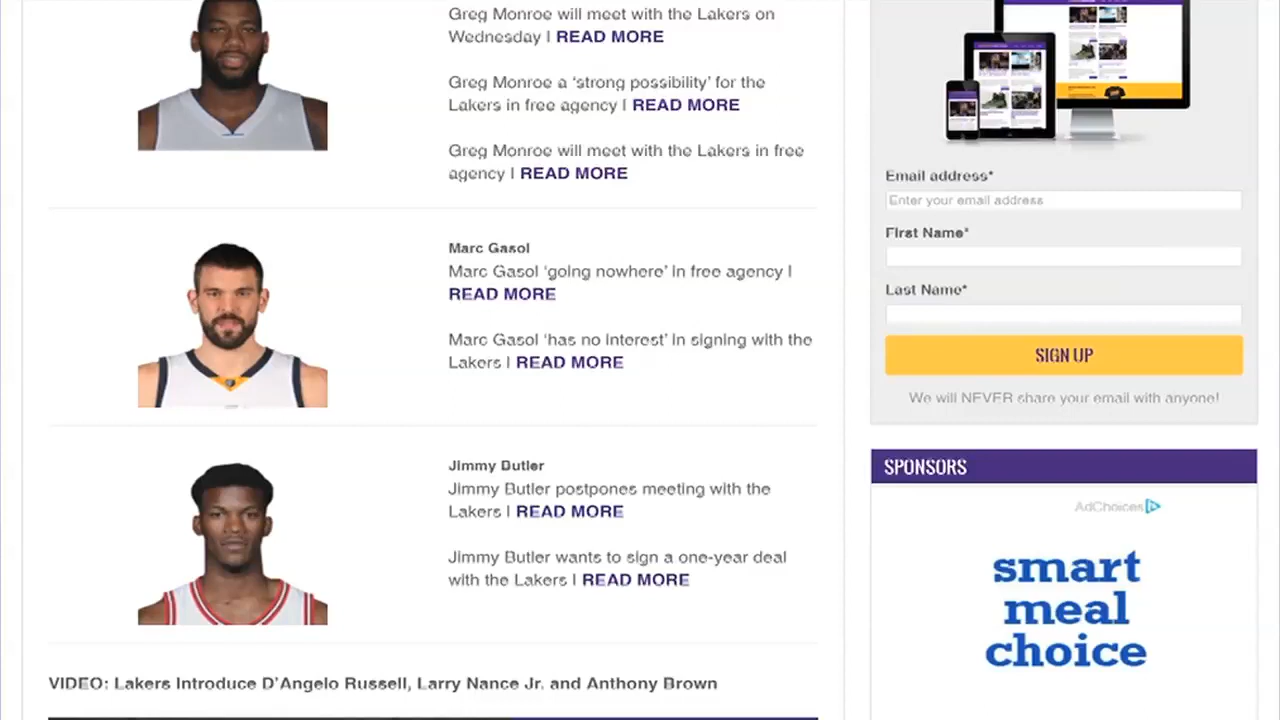 Greg Monroe will meet with the Lakers on
Wednesday | READ MORE
Greg Monroe a ‘strong possibility’ for the
Lakers in free agency | READ MORE
Greg Monroe will meet with the Lakers in free
agency | READ MORE
Marc Gasol
Marc Gasol ‘going nowhere’ in free agency |
READ MORE
Marc Gasol ‘has no interest’ in signing with the
Lakers | READ MORE
Jimmy Butler
Jimmy Butler postpones meeting with the
Lakers | READ MORE
Jimmy Butler wants to sign a one-year deal
with the Lakers | READ MORE
VIDEO: Lakers Introduce D’Angelo Russell, Larry Nance Jr. and Anthony Brown
Email address*
Enter your email address
First Name*
Last Name*
SIGN UP
We will NEVER share your email with anyone!
SPONSORS
AdChoices
smart
meal
choice